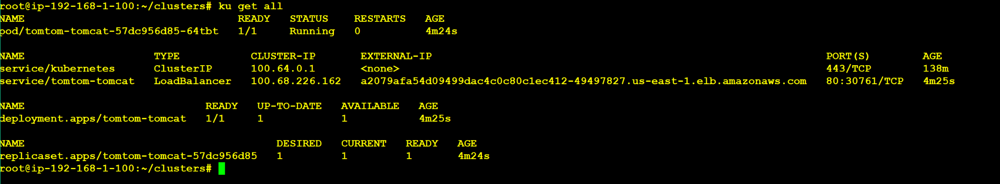 root@ip-192-168-1-100:~/clusters# ku get all
NAME READY STATUS RESTARTS AGE
pod/tomtom-tomcat-57dc956d85-64tbt 1/1 Running 0 4m24s
NAME TYPE CLUSTER-IP EXTERNAL-IP PORT(S) AGE
service/kubernetes ClusterIP 100.64.0.1 <none> 443/TCP 138m
service/tomtom-tomcat LoadBalancer 100.68.226.162 a2079afa54d09499dac4c0c80c1ec412-49497827.us-east-1.elb.amazonaws.com 80:30761/TCP 4m25s
NAME READY UP-TO-DATE AVAILABLE AGE
deployment.apps/tomtom-tomcat 1/1 1 1 4m25s
NAME DESIRED CURRENT READY AGE
replicaset.apps/tomtom-tomcat-57dc956d85 1 1 1 4m24s
root@ip-192-168-1-100:~/clusters#